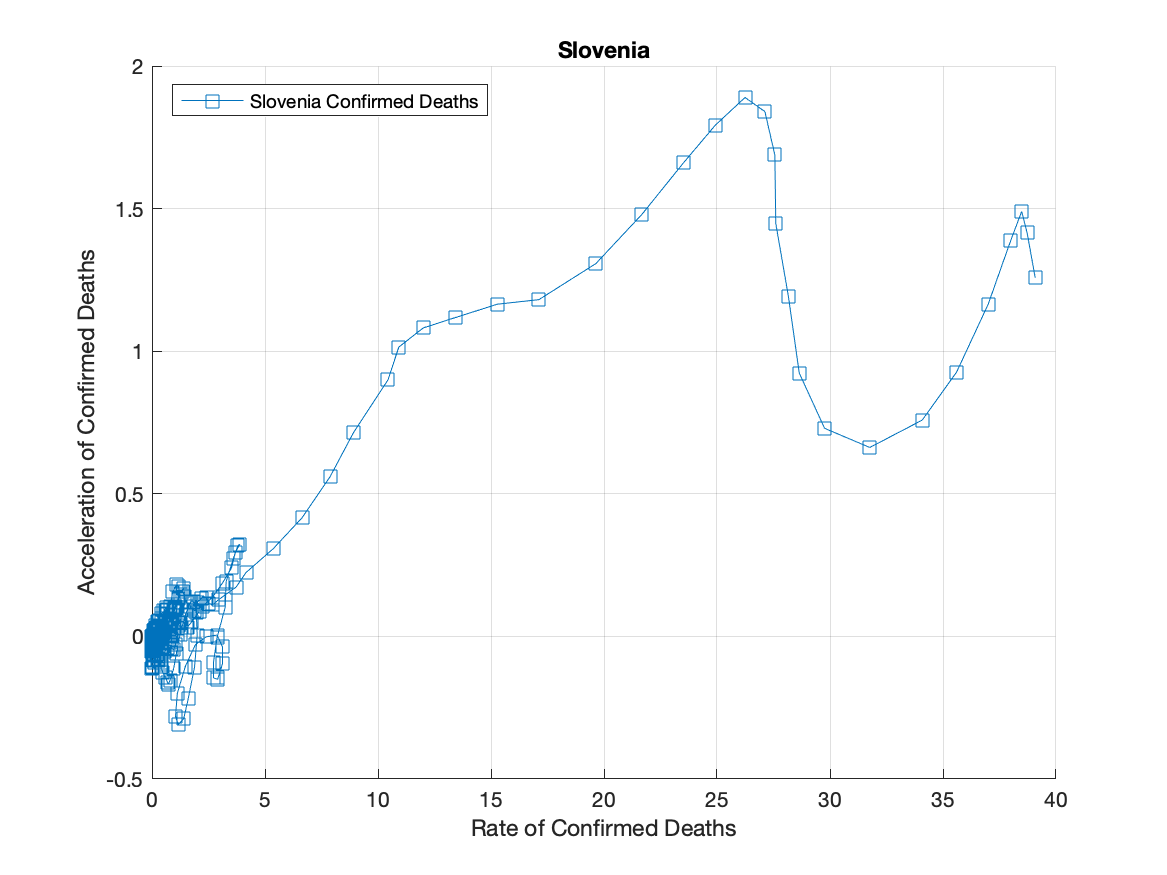 Slovenia
2
Slovenia Confirmed Deaths
1.5
1
0.5
0
-0.5
Acceleration of Confirmed Deaths
0 5 10 15 20 25 30 35 40
Rate of Confirmed Deaths